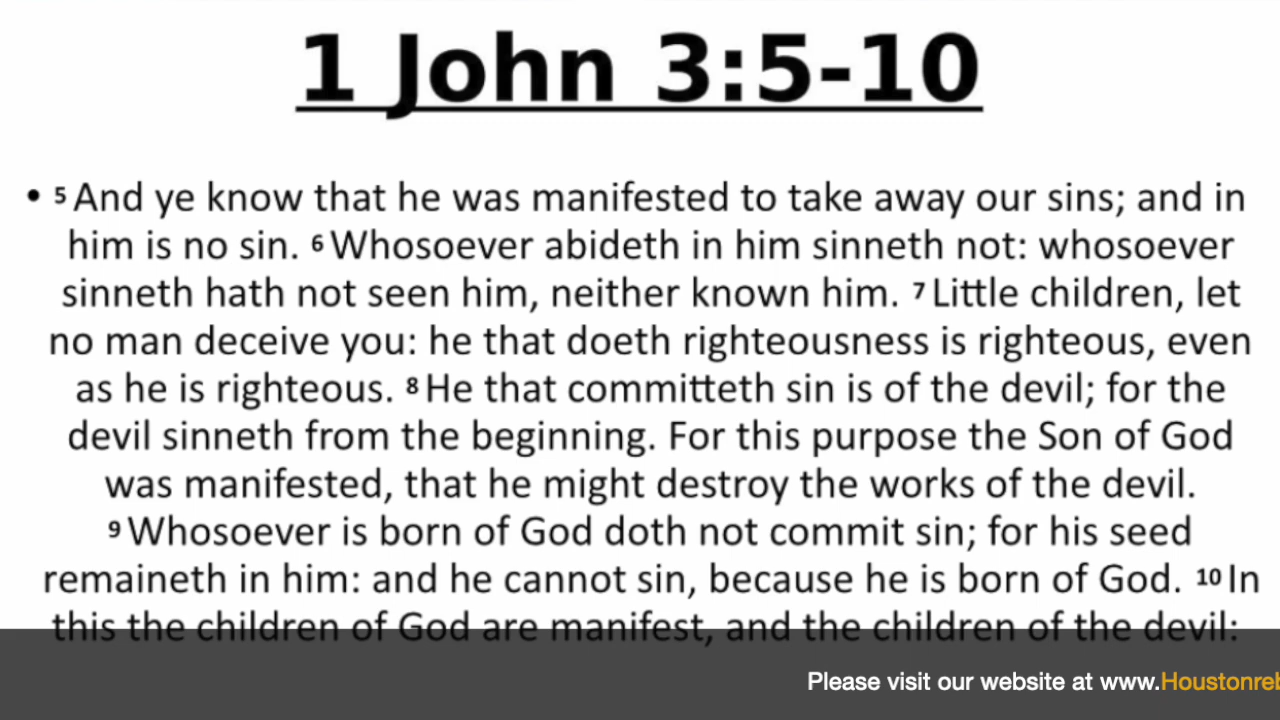 1 John 3:5-10
• 5 And ye know that he was manifested to take away our sins; and in
him is no sin. 6 Whosoever abideth in him sinneth not: whosoever
sinneth hath not seen him, neither known him. 7 Little children, let
no man deceive you: he that doeth righteousness is righteous, even
as he is righteous. 8 He that committeth sin is of the devil; for the
devil sinneth from the beginning. For this purpose the Son of God
was manifested, that he might destroy the works of the devil.
9 Whosoever is born of God doth not commit sin; for his seed
remaineth in him: and he cannot sin, because he is born of God. 10 In
this the children of God are manifest, and the children of the devil:
Please visit our website at www.Houstonreb